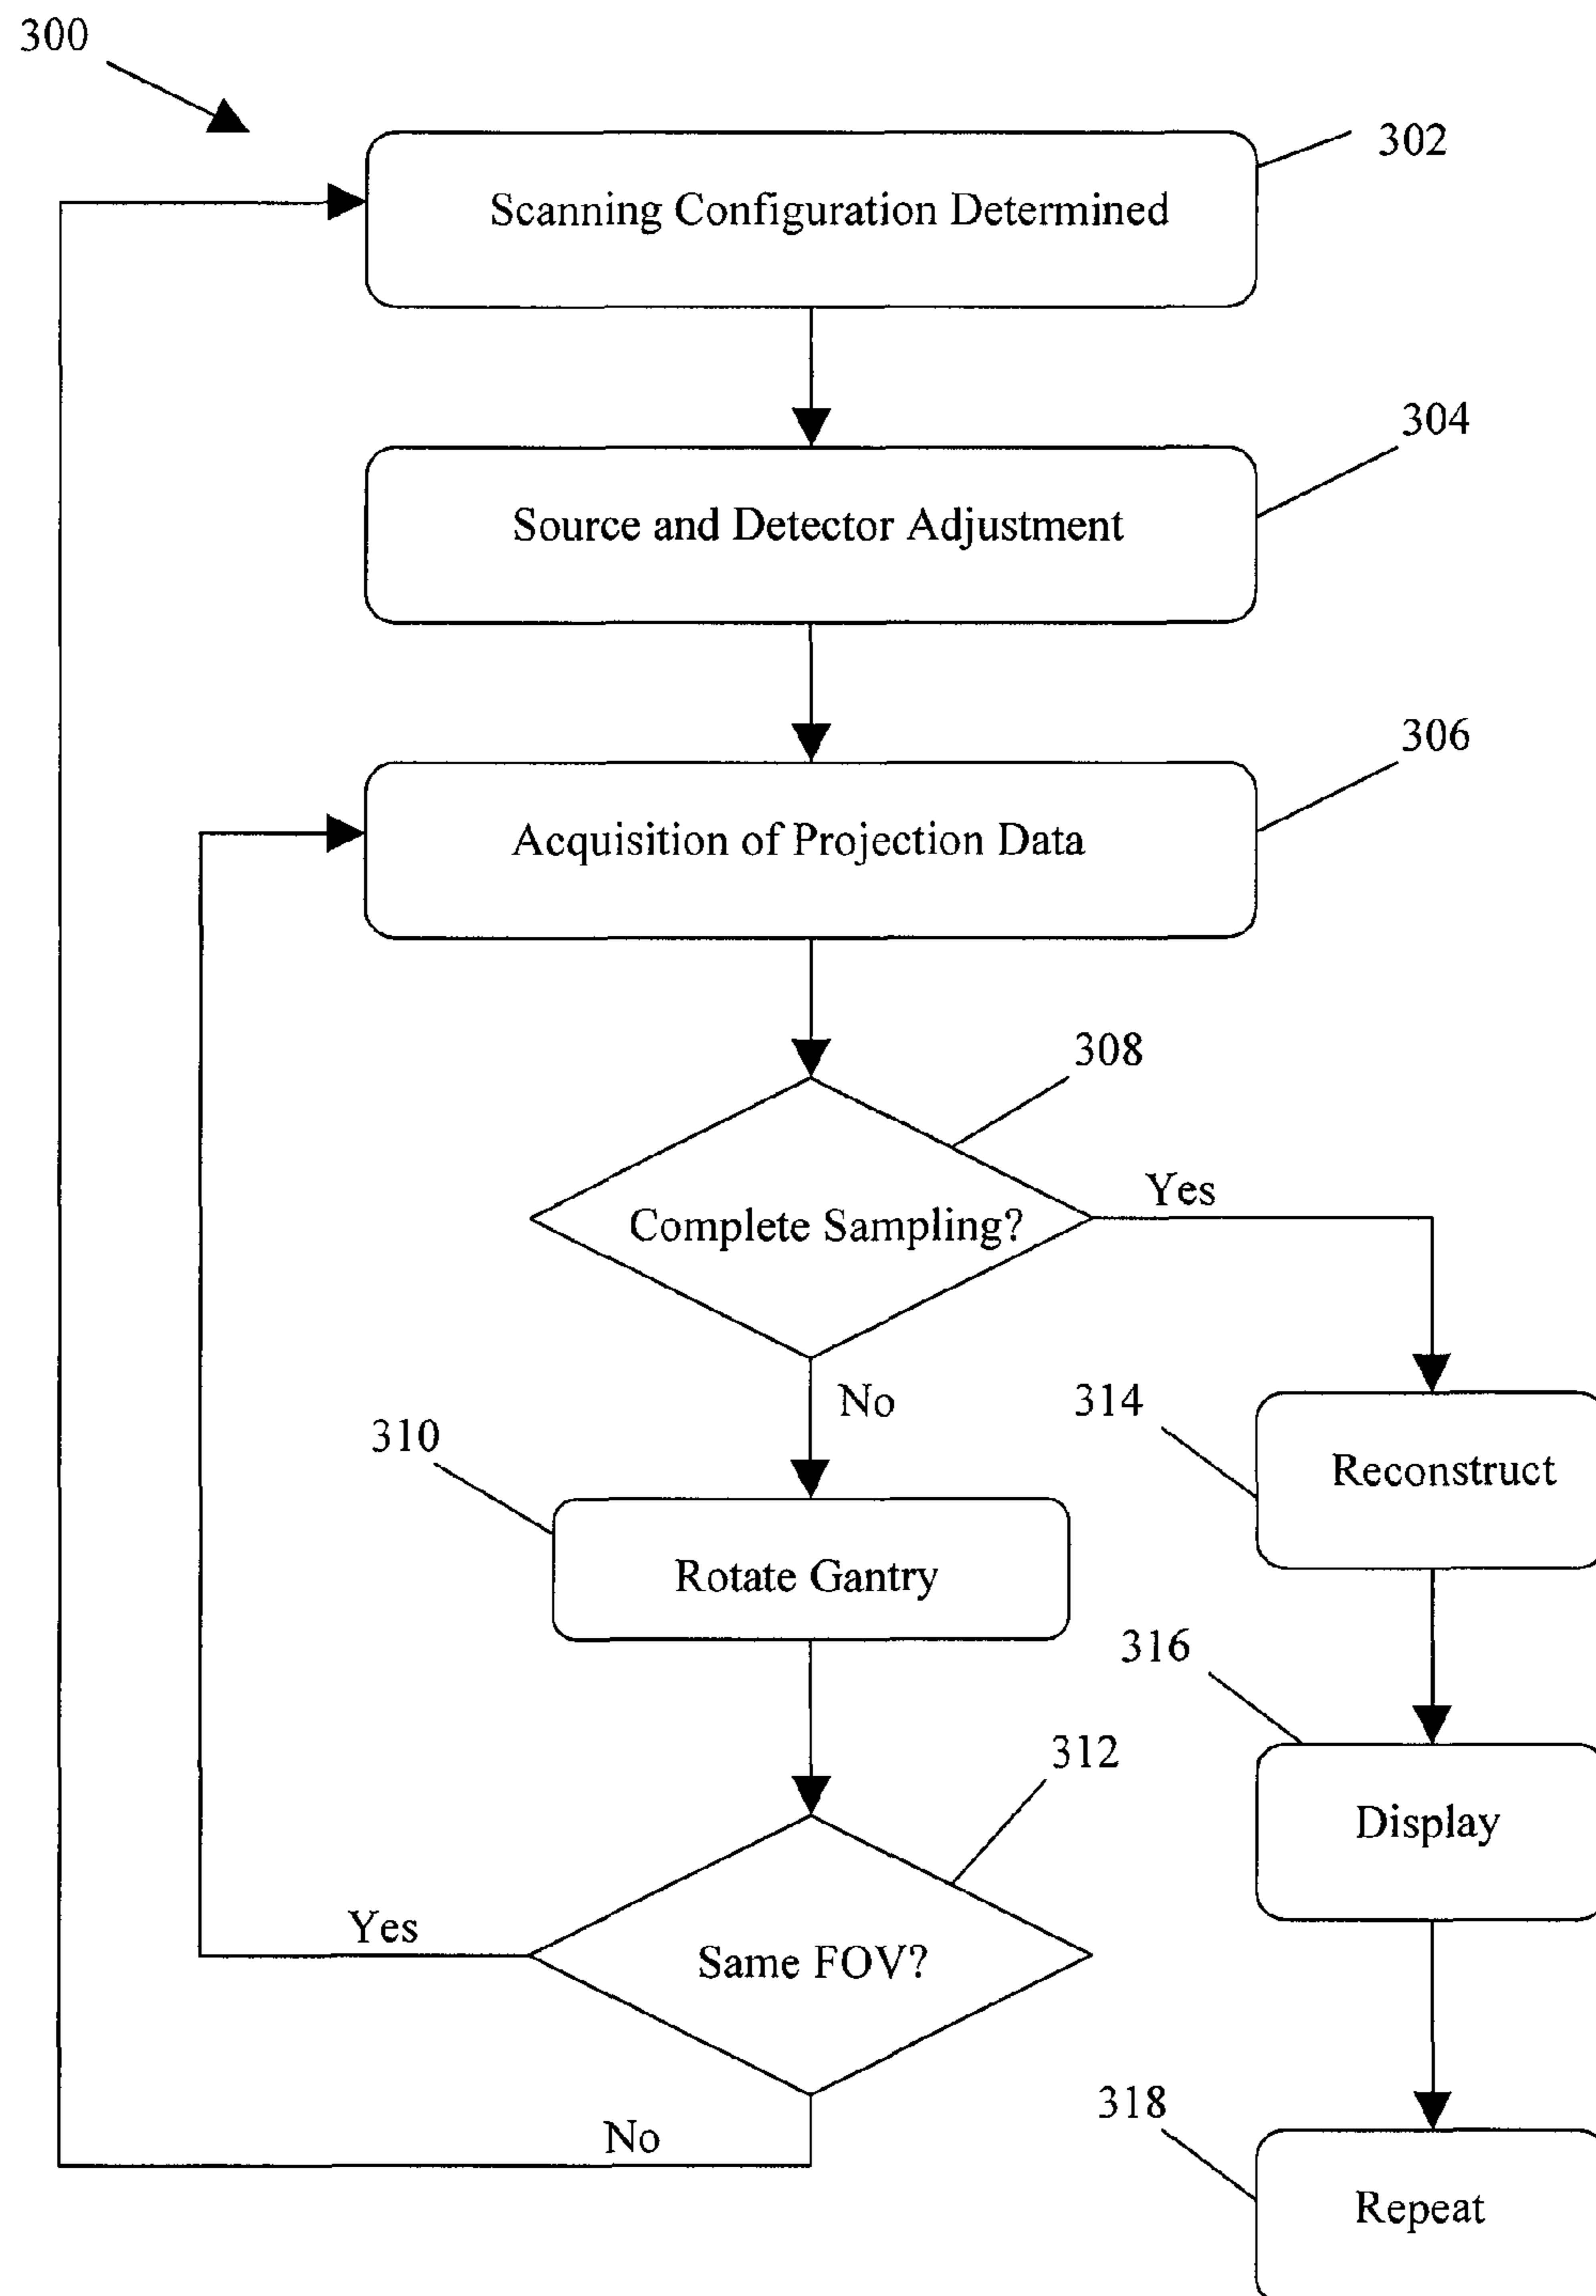 300
302
Scanning Configuration Determined
304
Source and Detector Adjustment
306
Acquisition of Projection Data
308
Complete Sampling?
Yes
No
310
Rotate Gantry
314
Reconstruct
316
Display
312
Same FOV?
Yes
No
318
Repeat